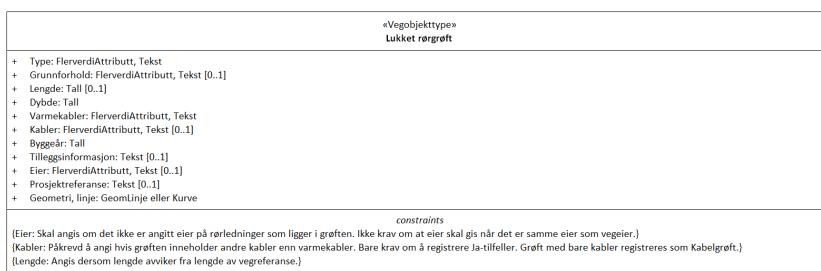 «Vegobjekttype»
Lukket rørgrøft
+ Type: FlerverdiAttributt, Tekst
+ Grunnforhold: FlerverdiAttributt, Tekst [0..1]
+ Lengde: Tall [0..1]
+ Dybde: Tall
+ Varmekabler: FlerverdiAttributt, Tekst
+ Kabler: FlerverdiAttributt, Tekst [0..1]
+ Byggeår: Tall
+ Tilleggsinformasjon: Tekst [0..1]
+ Eier: FlerverdiAttributt, Tekst [0..1]
+ Prosjektreferanse: Tekst [0..1]
+ Geometri, linje: GeomLinje eller Kurve
constraints
{Eier: Skal angis om det ikke er angitt eier på rørledninger som ligger i grøften. Ikke krav om at eier skal gis når det er samme eier som vegeier.}
{Kabler: Påkrevd å angi hvis grøften inneholder andre kabler enn varmekabler. Bare krav om å registrere Ja-tilfeller. Grøft med bare kabler registreres som Kabelgrøft.}
{Lengde: Angis dersom lengde avviker fra lengde av vegreferanse.}